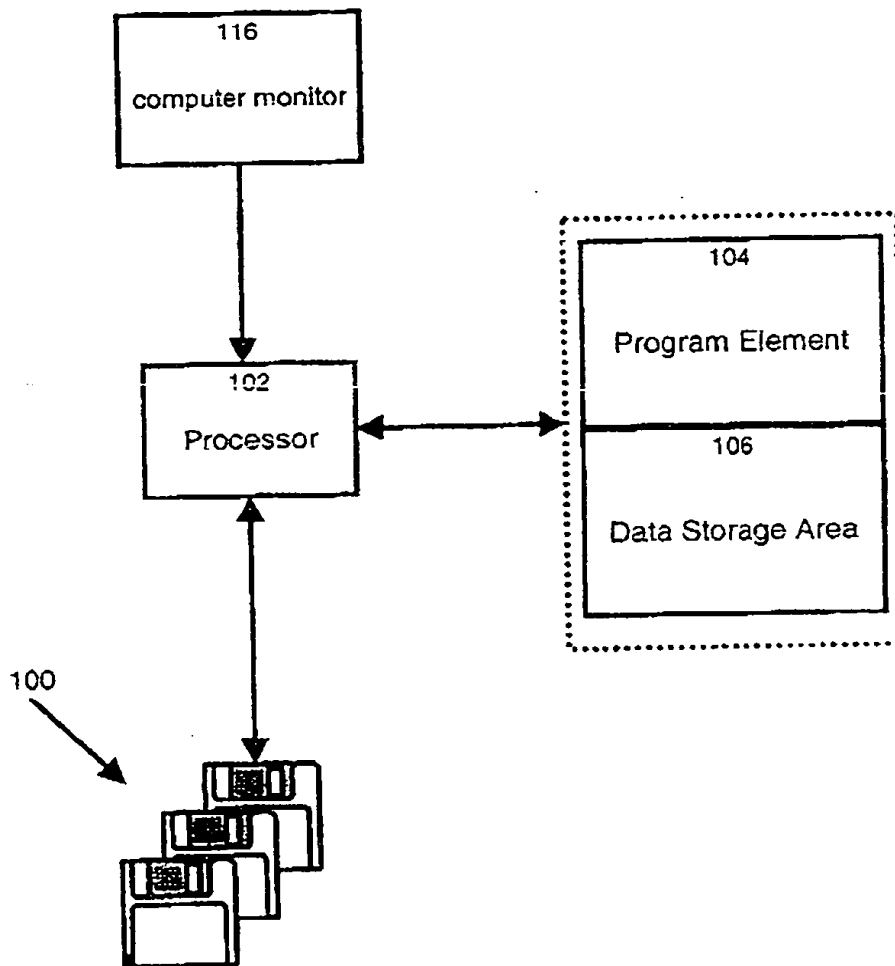 116
computer monitor
104
Program Element
102
Processor
106
Data Storage Area
100